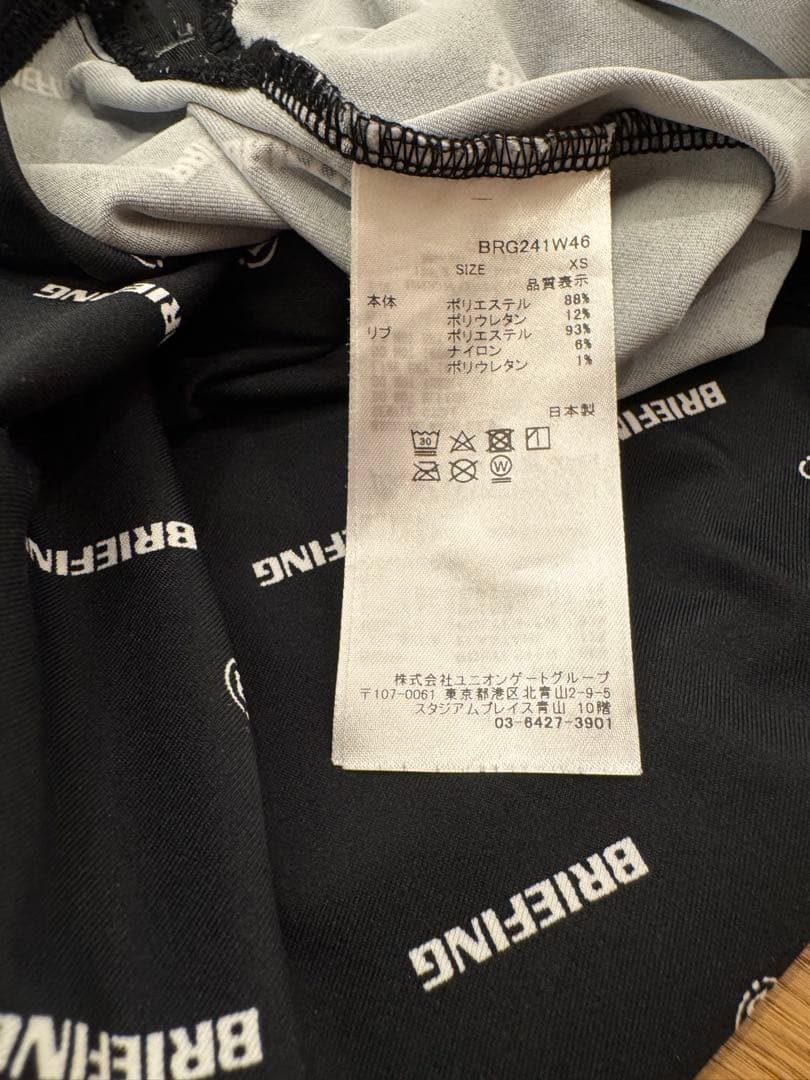 BRG241W46
SIZE XS
品質表示
本体 ポリエステル 88%
ポリウレタン 12%
リブ ポリエステル 93%
ナイロン 6%
ポリウレタン 1%
日本製
30
W
株式会社ユニオンゲートグループ
〒107-0061 東京都港区北青山2-9-5
スタジアムプレイス青山 10階
03-6427-3901
BRIEFING
BRIEFING
BRIEFING
BRIEFING
BRIEFING
BRIEFING